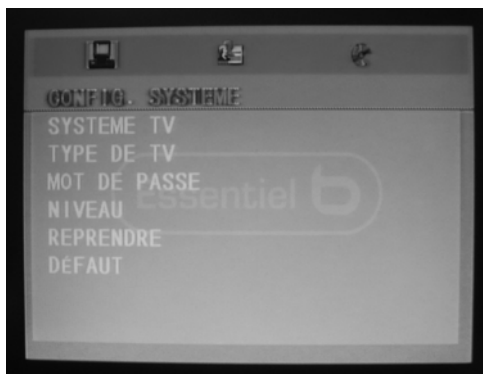 CONFIG. SYSTEME
SYSTEME TV
TYPE DE TV
MOT DE PASSE
NIVEAU
REPRENDRE
DÉFAUT
Essentiel b